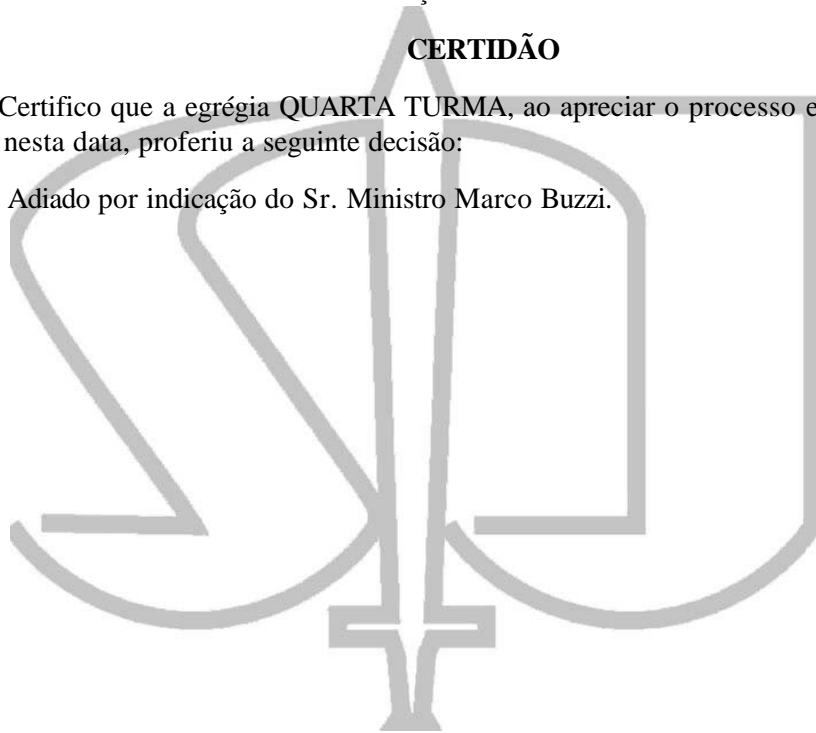 CERTIDÃO
Certifico que a egrégia QUARTA TURMA, ao apreciar o processo e
nesta data, proferiu a seguinte decisão:
Adiado por indicação do Sr. Ministro Marco Buzzi.